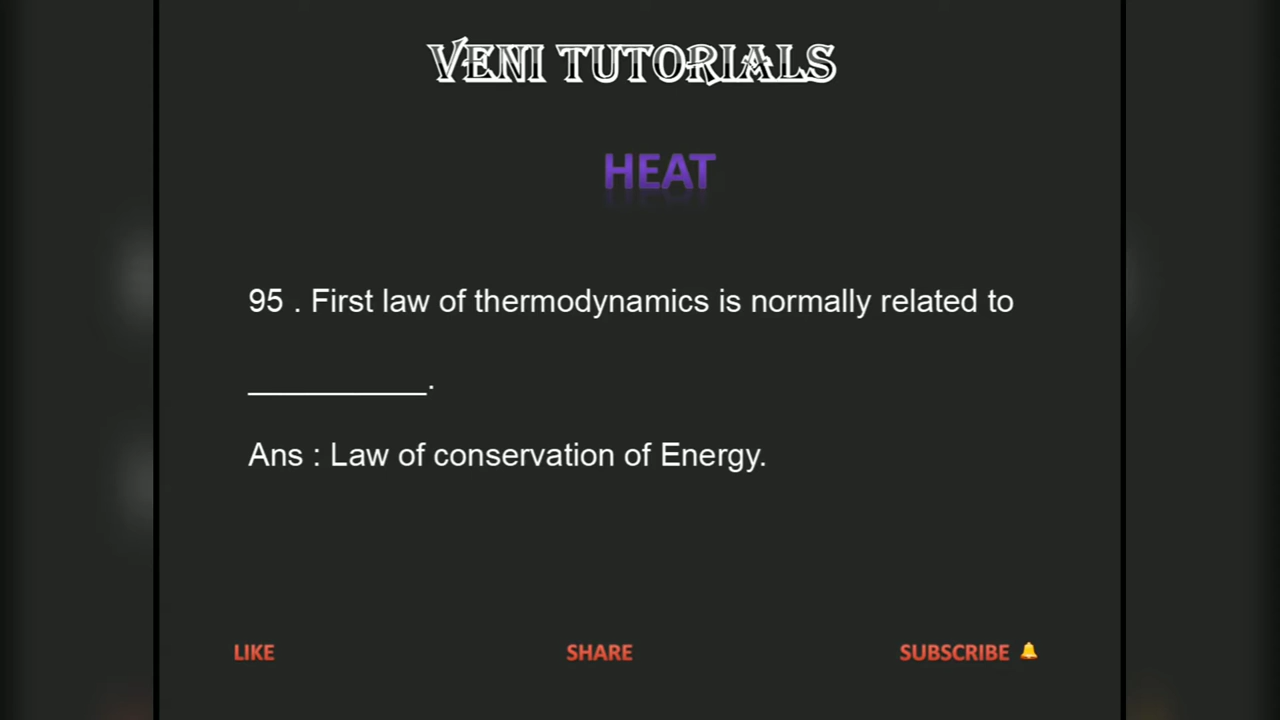 VENI TUTORIALS
HEAT
95 . First law of thermodynamics is normally related to
__________.
Ans : Law of conservation of Energy.
LIKE SHARE SUBSCRIBE 🔔